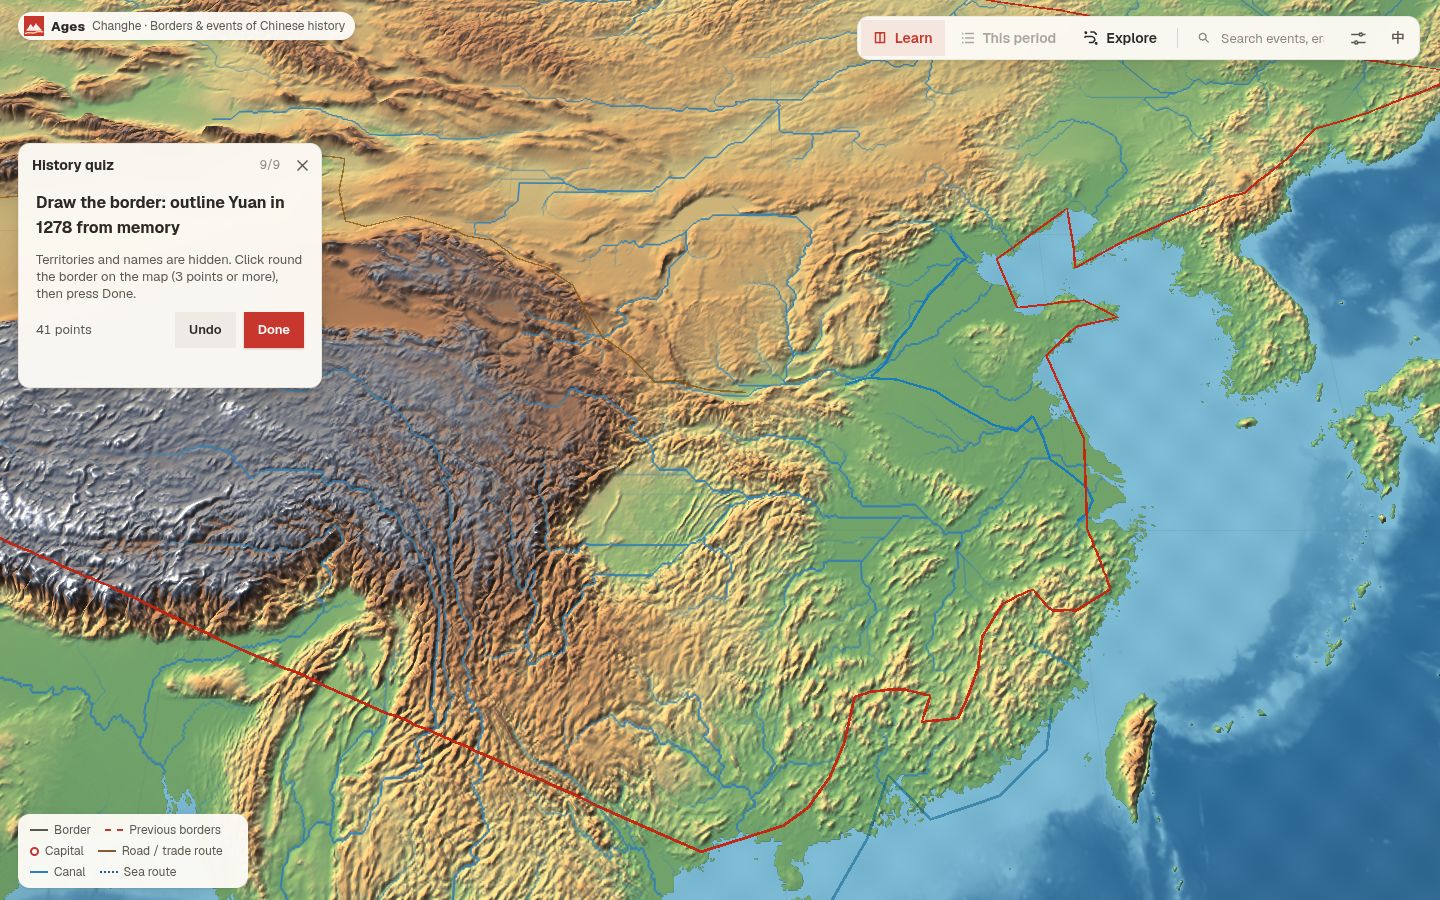 Ages Changhe · Borders & events of Chinese history
Learn
This period
Explore
Search events, er
中
History quiz
9/9
Draw the border: outline Yuan in
1278 from memory
Territories and names are hidden. Click round
the border on the map (3 points or more),
then press Done.
41 points
Undo
Done
Border
Previous borders
Capital
Road / trade route
Canal
Sea route